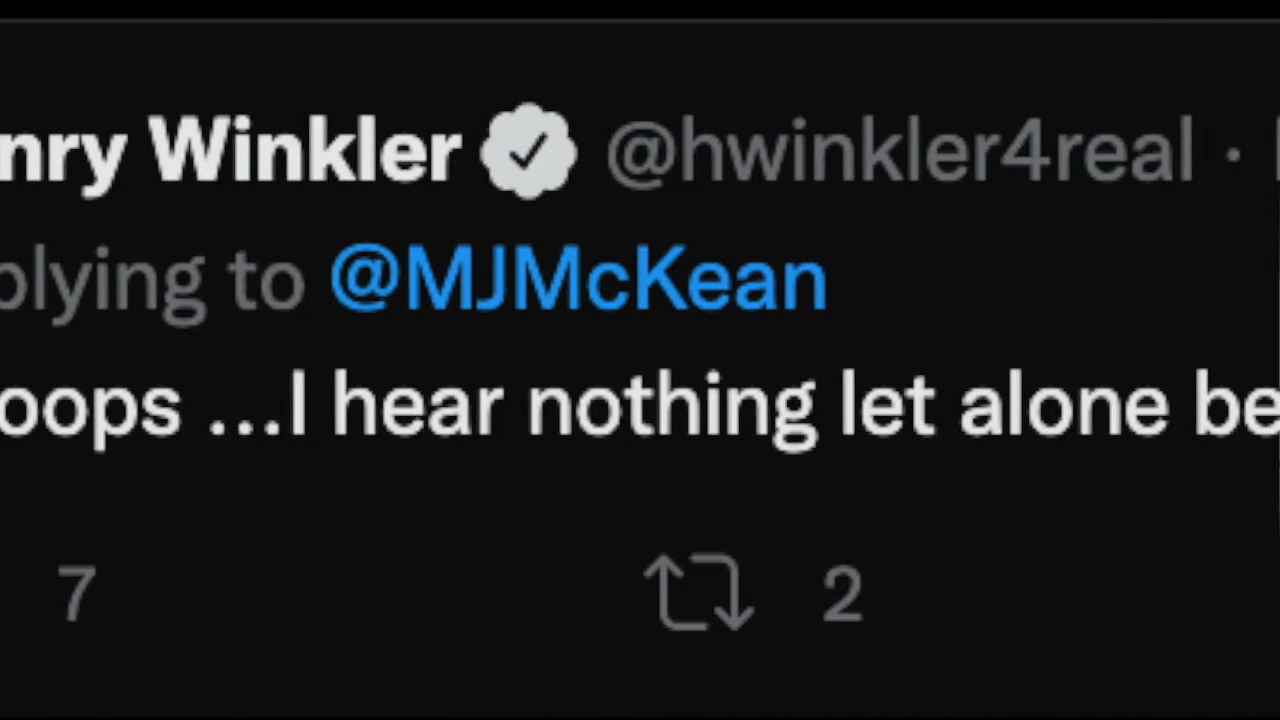 nry Winkler @hwinkler4real ·
plying to @MJMcKean
oops ...I hear nothing let alone be
7 2